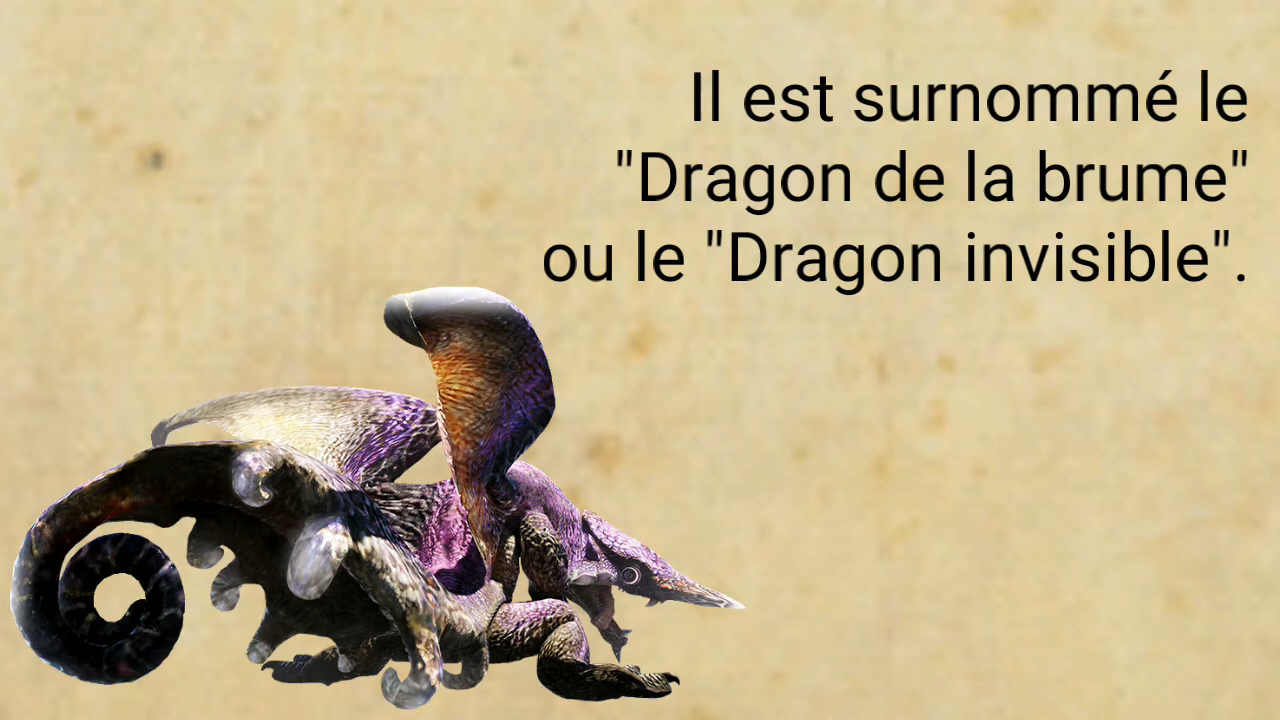 Il est surnommé le
"Dragon de la brume"
ou le "Dragon invisible".